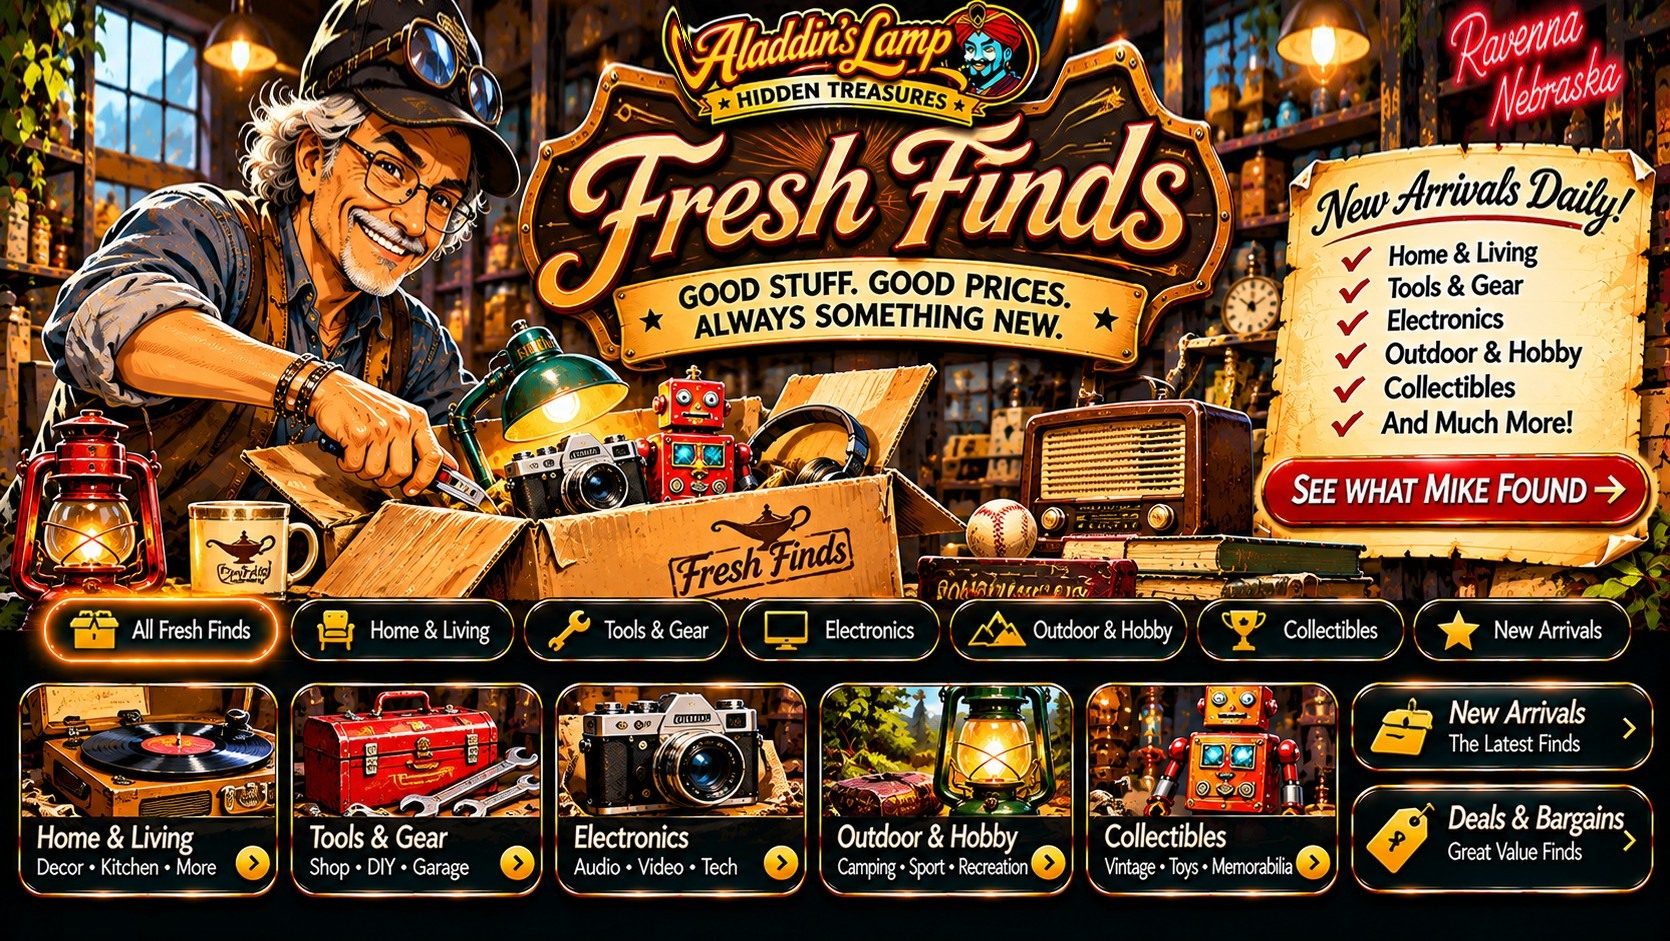 Aladdin's Lamp
HIDDEN TREASURES
Ravenna
Nebraska
Fresh Finds
GOOD STUFF. GOOD PRICES.
ALWAYS SOMETHING NEW.
New Arrivals Daily!
Home & Living
Tools & Gear
Electronics
Outdoor & Hobby
Collectibles
And Much More!
SEE WHAT MIKE FOUND
Fresh Finds
All Fresh Finds
Home & Living
Tools & Gear
Electronics
Outdoor & Hobby
Collectibles
New Arrivals
Home & Living
Decor • Kitchen • More
Tools & Gear
Shop • DIY • Garage
Electronics
Audio • Video • Tech
Outdoor & Hobby
Camping • Sport • Recreation
Collectibles
Vintage • Toys • Memorabilia
New Arrivals
The Latest Finds
Deals & Bargains
Great Value Finds